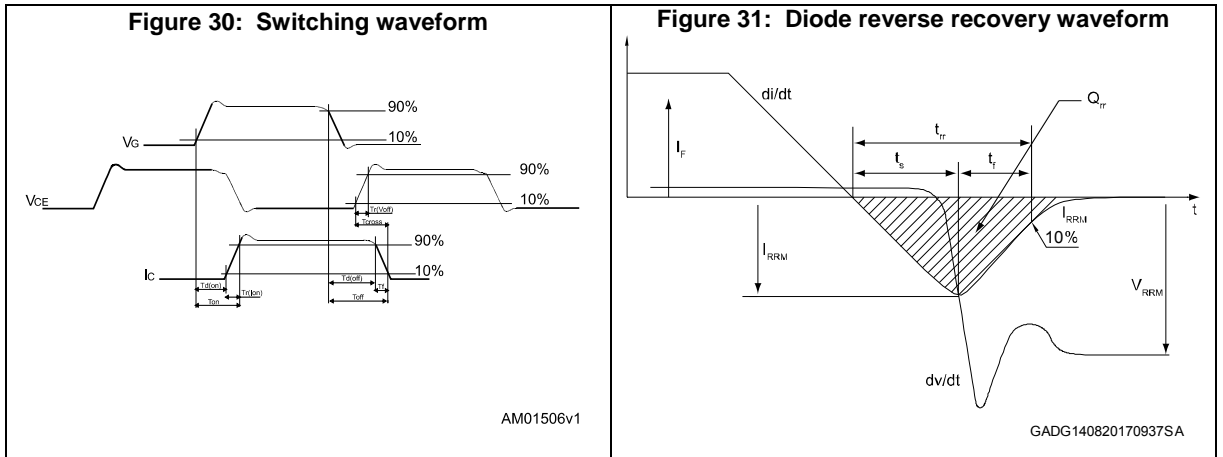 Figure 30: Switching waveform
90%
10%
VG
90%
VCE
10%
Tr(Voff)
Tcross
90%
IC
10%
Td(on)
Td(off)
Tf
Tr(Ion)
Ton
Toff
AM01506v1
Figure 31: Diode reverse recovery waveform
di/dt
Qrr
trr
IF
ts
tf
t
IRRM
10%
IRRM
VRRM
dv/dt
GADG140820170937SA